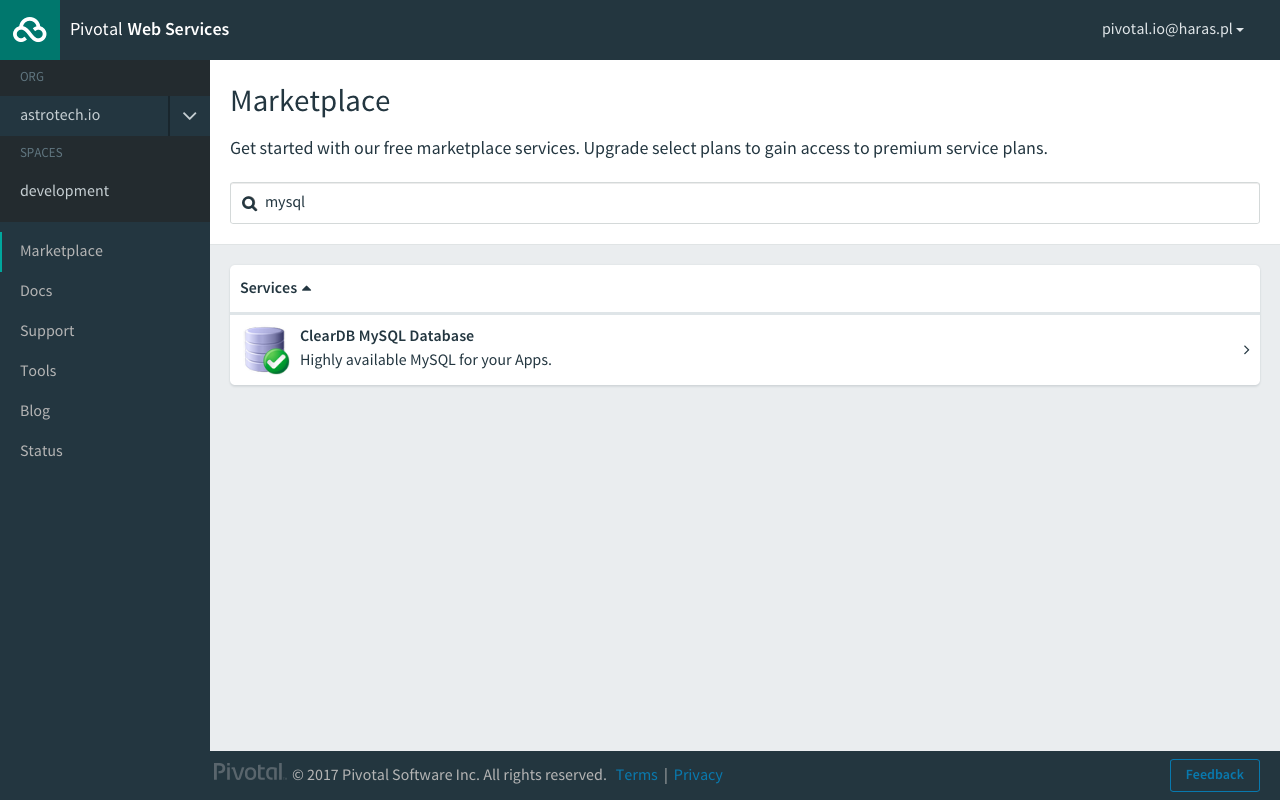 Pivotal Web Services
pivotal.io@haras.pl
ORG
astrotech.io
SPACES
development
Marketplace
Docs
Support
Tools
Blog
Status
Marketplace
Get started with our free marketplace services. Upgrade select plans to gain access to premium service plans.
mysql
Services
ClearDB MySQL Database
Highly available MySQL for your Apps.
Pivotal © 2017 Pivotal Software Inc. All rights reserved. Terms | Privacy
Feedback